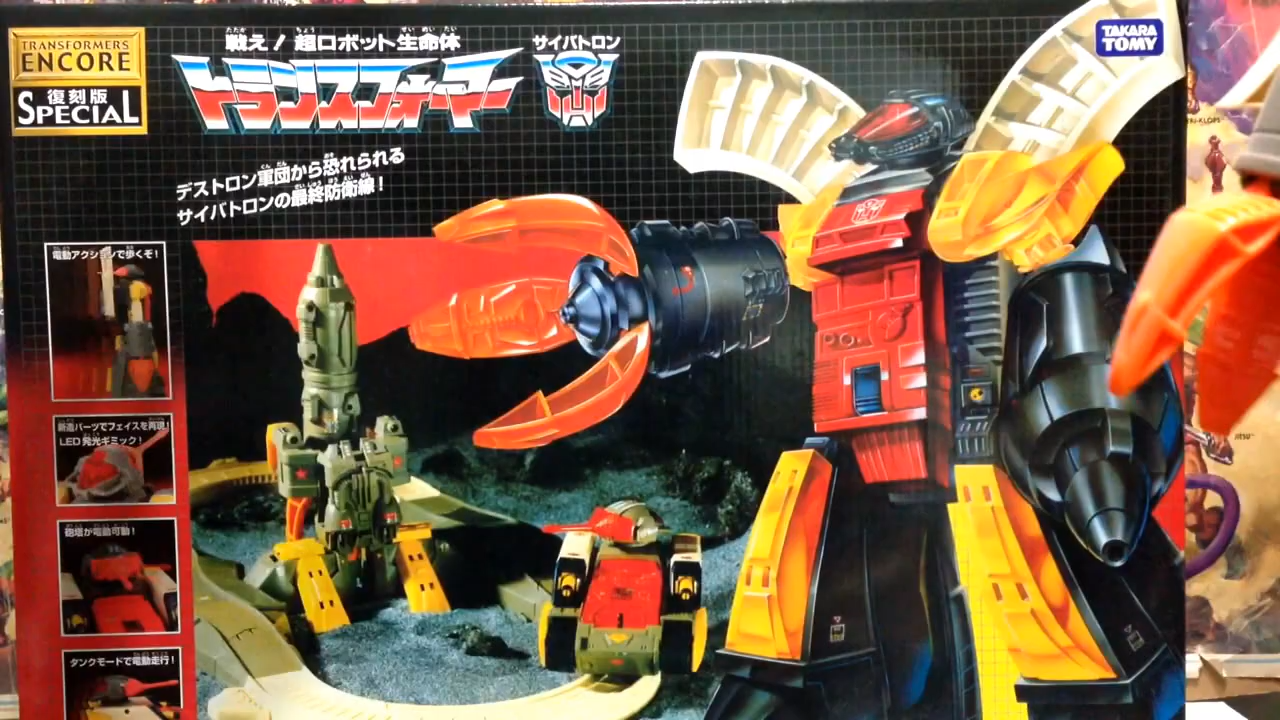 TRANSFORMERS
ENCORE
復刻版
SPECIAL
戦え！超ロボット生命体
トランスフォーマー
サイバトロン
TAKARA
TOMY
デストロン軍団から恐れられる
サイバトロンの最終防衛線！
電動アクションで歩くぞ！
新造パーツでフェイスを再現！
LED発光ギミック！
砲塔が電動可動！
タンクモードで電動走行！